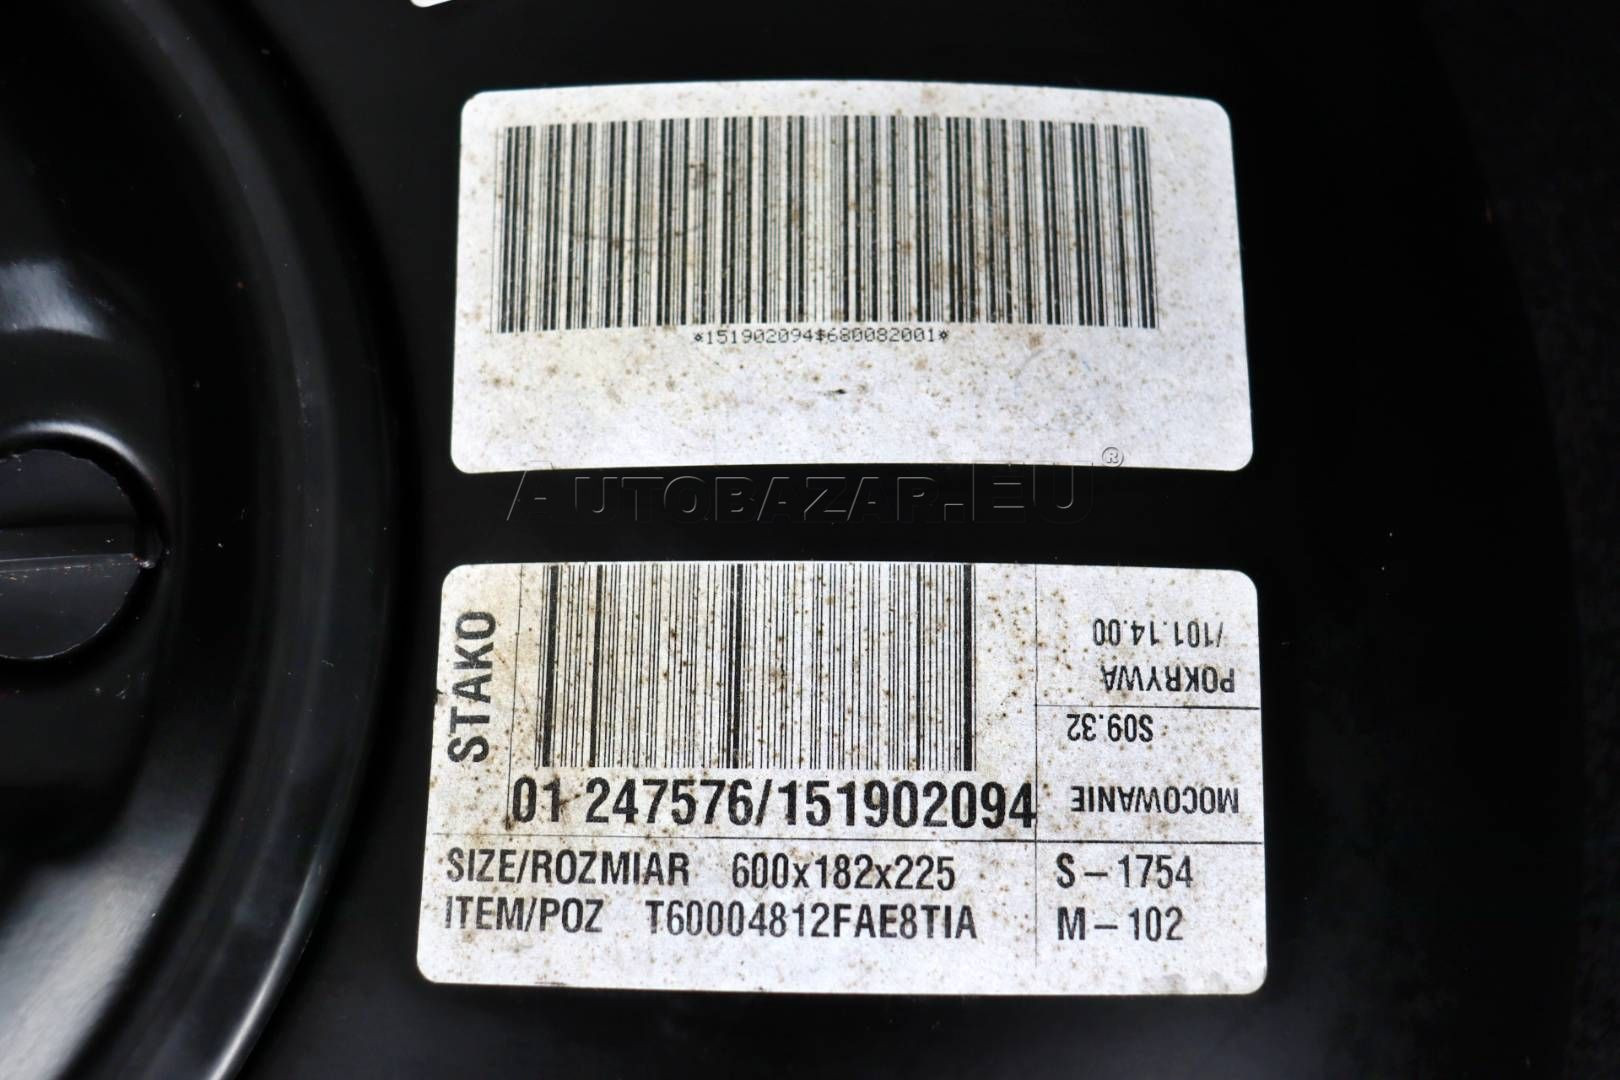 *151902094$680082001*
AUTOBAZAR.EU®
STAKO
01 247576/151902094
SIZE/ROZMIAR 600x182x225
ITEM/POZ T60004812FAE8TIA
/101.14.00
POKRYWA
S09.32
MOCOWANIE
S-1754
M-102